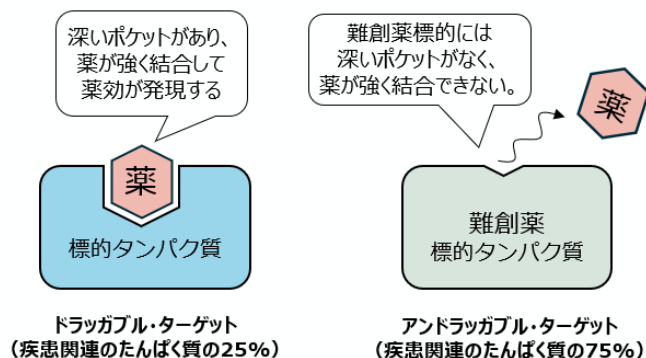 深いポケットがあり、
薬が強く結合して
薬効が発現する
薬
標的タンパク質
ドラッガブル・ターゲット
（疾患関連のたんぱく質の25%）
難創薬標的には
深いポケットがなく、
薬が強く結合できない。
薬
難創薬
標的タンパク質
アンドラッガブル・ターゲット
（疾患関連のたんぱく質の75%）